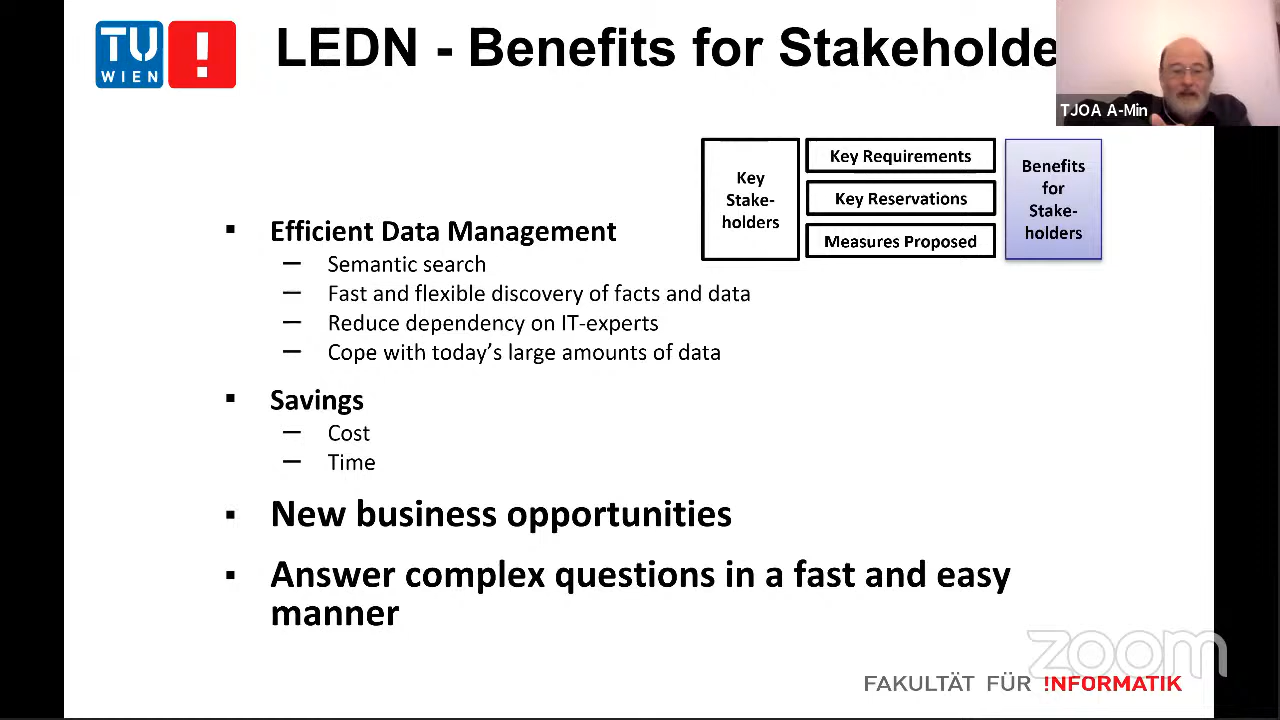 TU
WIEN
!
LEDN - Benefits for Stakeholde
TJOA A-Min
Key
Stake-
holders
Key Requirements
Key Reservations
Measures Proposed
Benefits
for
Stake-
holders
▪ Efficient Data Management
— Semantic search
— Fast and flexible discovery of facts and data
— Reduce dependency on IT-experts
— Cope with today’s large amounts of data
▪ Savings
— Cost
— Time
▪ New business opportunities
▪ Answer complex questions in a fast and easy
manner
zoom
FAKULTÄT FÜR !NFORMATIK